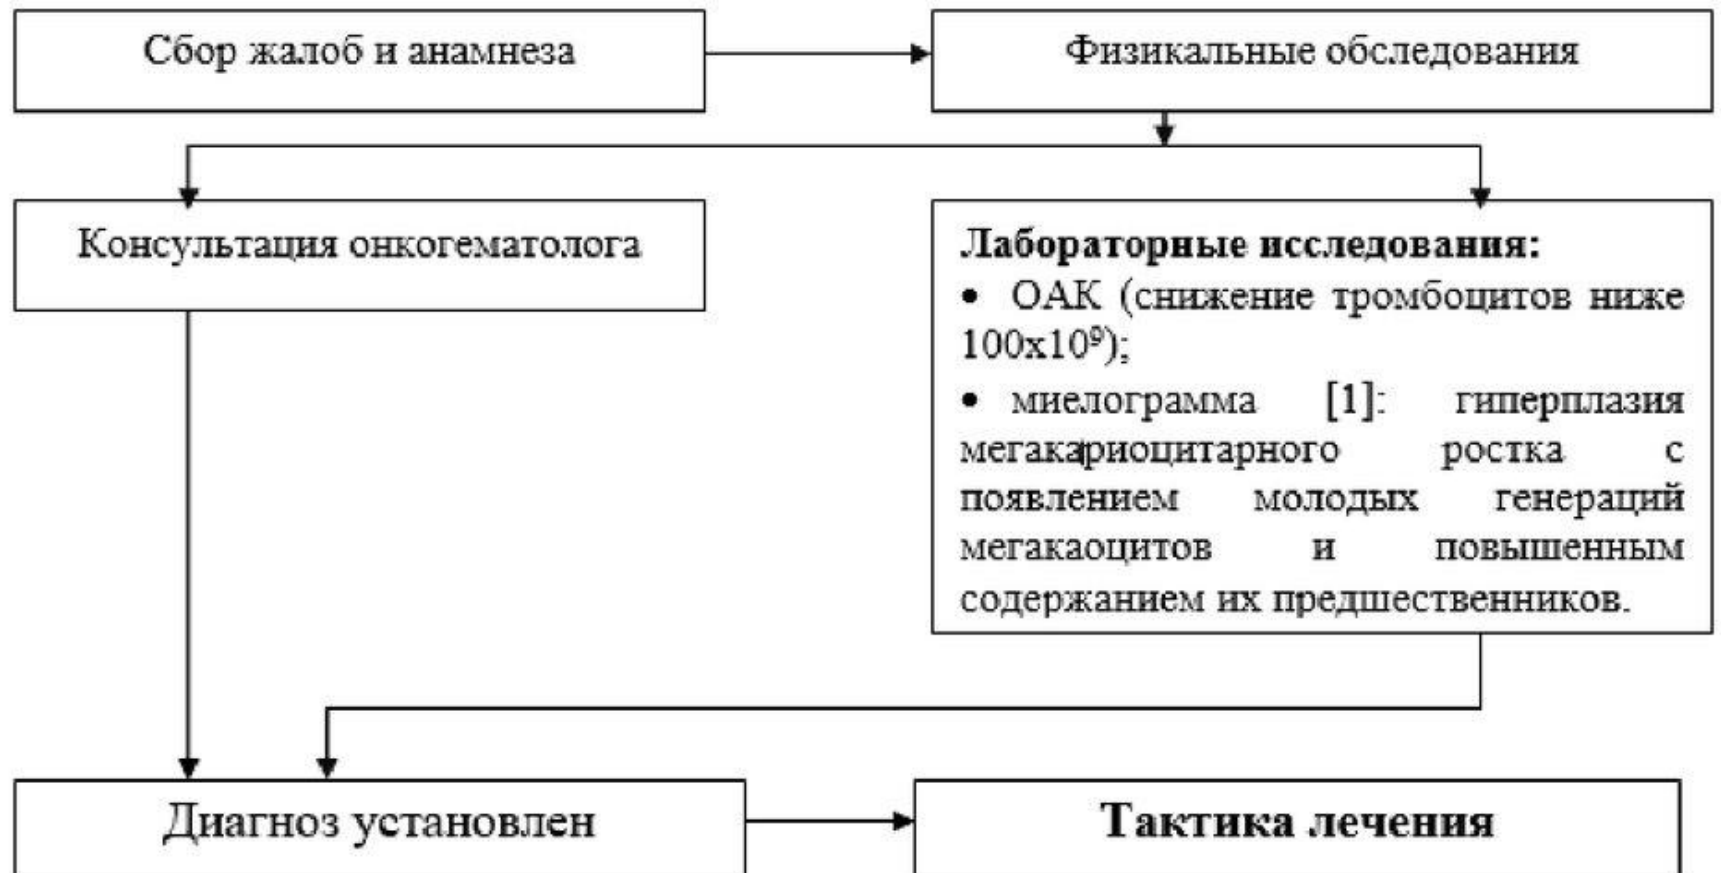 Сбор жалоб и анамнеза
Физикальные обследования
Консультация онкогематолога
Лабораторные исследования:
• ОАК (снижение тромбоцитов ниже
100х10⁹);
• миелограмма [1]: гиперплазия
мегакариоцитарного ростка с
появлением молодых генераций
мегакаоцитов и повышенным
содержанием их предшественников.
Диагноз установлен
Тактика лечения